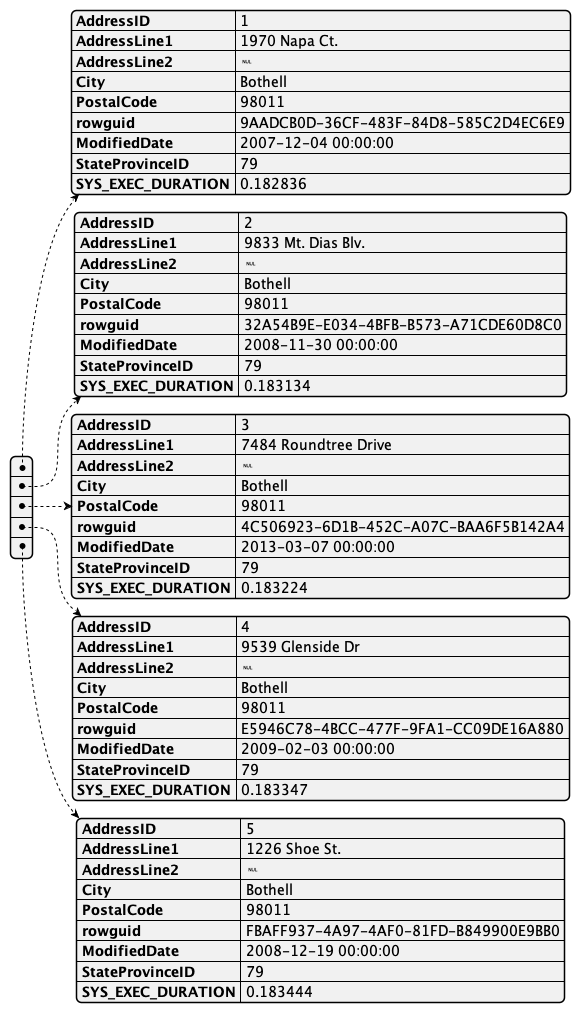 AddressID 1
AddressLine1 1970 Napa Ct.
AddressLine2 NUL
City Bothell
PostalCode 98011
rowguid 9AADCB0D-36CF-483F-84D8-585C2D4EC6E9
ModifiedDate 2007-12-04 00:00:00
StateProvinceID 79
SYS_EXEC_DURATION 0.182836
AddressID 2
AddressLine1 9833 Mt. Dias Blv.
AddressLine2 NUL
City Bothell
PostalCode 98011
rowguid 32A54B9E-E034-4BFB-B573-A71CDE60D8C0
ModifiedDate 2008-11-30 00:00:00
StateProvinceID 79
SYS_EXEC_DURATION 0.183134
AddressID 3
AddressLine1 7484 Roundtree Drive
AddressLine2 NUL
City Bothell
PostalCode 98011
rowguid 4C506923-6D1B-452C-A07C-BAA6F5B142A4
ModifiedDate 2013-03-07 00:00:00
StateProvinceID 79
SYS_EXEC_DURATION 0.183224
AddressID 4
AddressLine1 9539 Glenside Dr
AddressLine2 NUL
City Bothell
PostalCode 98011
rowguid E5946C78-4BCC-477F-9FA1-CC09DE16A880
ModifiedDate 2009-02-03 00:00:00
StateProvinceID 79
SYS_EXEC_DURATION 0.183347
AddressID 5
AddressLine1 1226 Shoe St.
AddressLine2 NUL
City Bothell
PostalCode 98011
rowguid FBAFF937-4A97-4AF0-81FD-B849900E9BB0
ModifiedDate 2008-12-19 00:00:00
StateProvinceID 79
SYS_EXEC_DURATION 0.183444